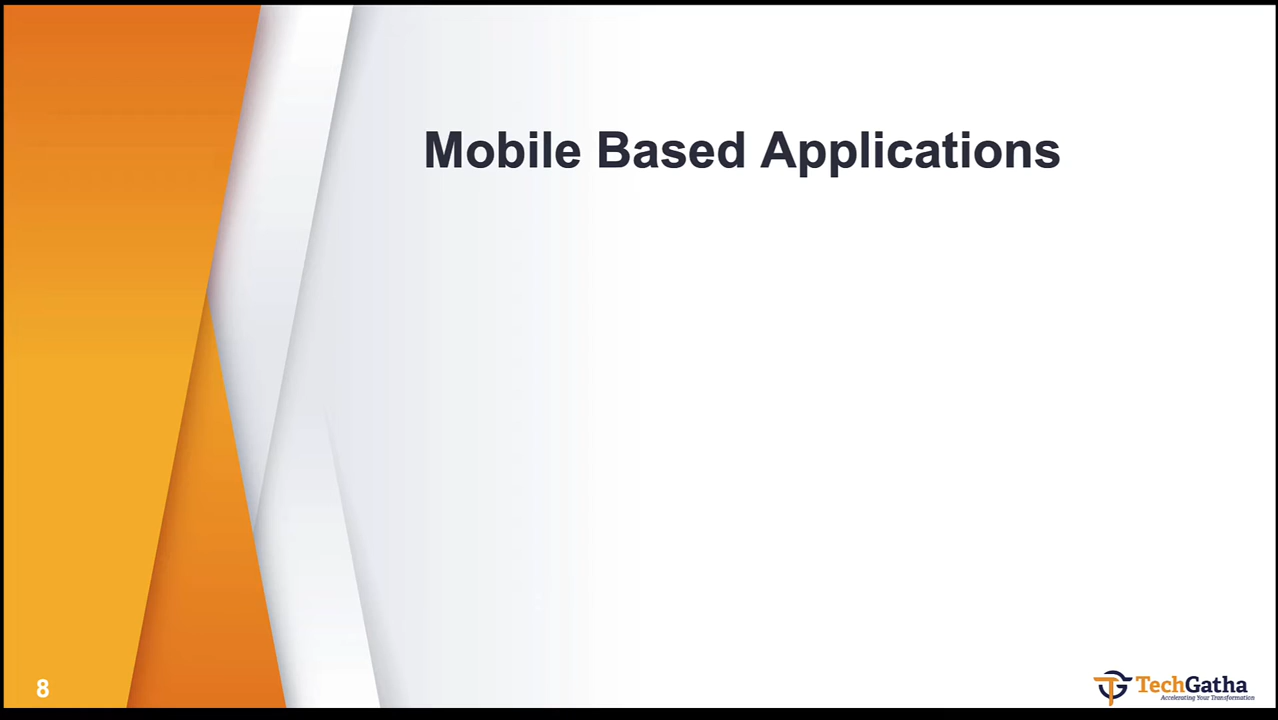 Mobile Based Applications
8
TechGatha
Accelerating Your Transformation